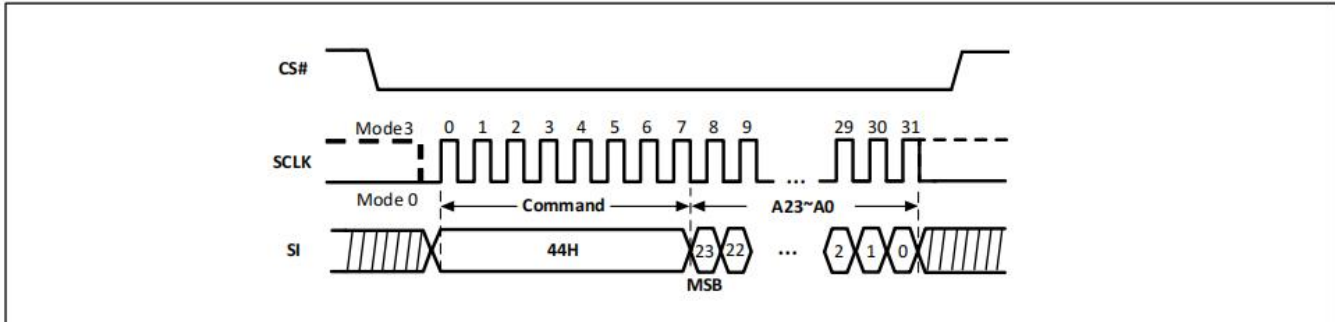 CS#
Mode3 0 1 2 3 4 5 6 7 8 9 29 30 31
SCLK ...
Mode 0 Command A23~A0
SI 44H 23 22 ... 2 1 0
MSB